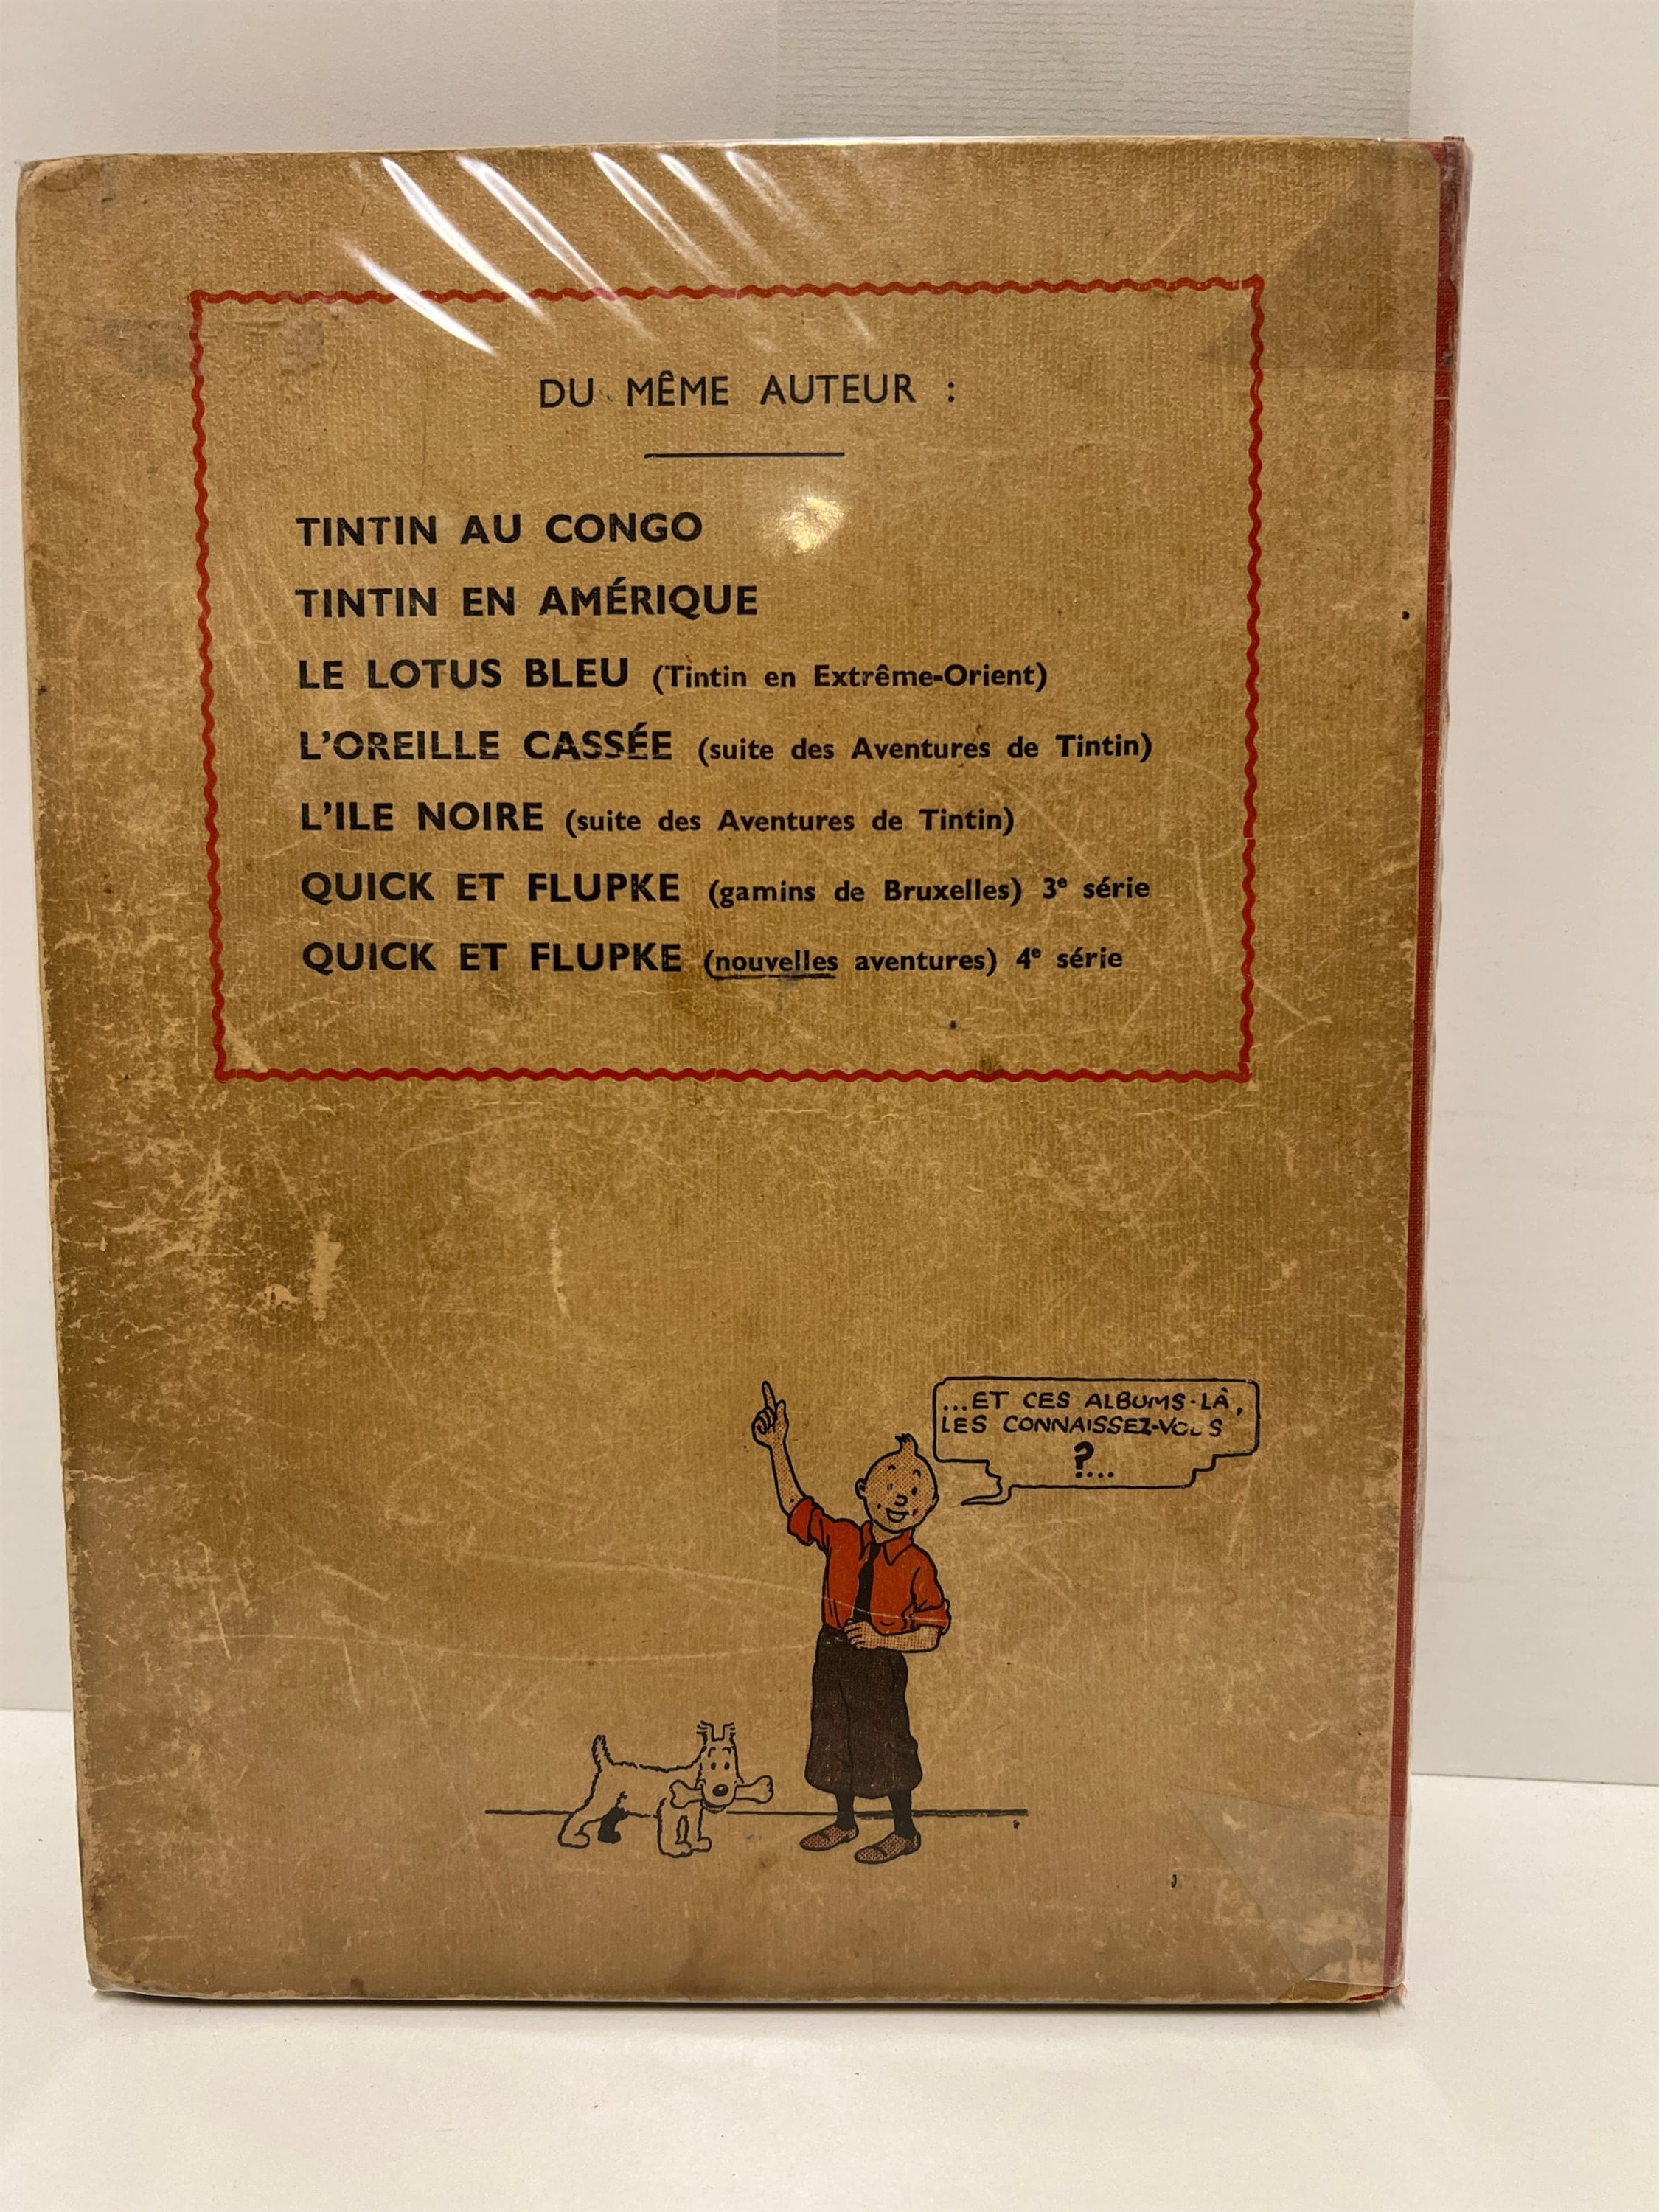 DU MÊME AUTEUR :
TINTIN AU CONGO
TINTIN EN AMÉRIQUE
LE LOTUS BLEU (Tintin en Extrême-Orient)
L'OREILLE CASSÉE (suite des Aventures de Tintin)
L'ILE NOIRE (suite des Aventures de Tintin)
QUICK ET FLUPKE (gamins de Bruxelles) 3e série
QUICK ET FLUPKE (nouvelles aventures) 4e série
...ET CES ALBUMS-LÀ,
LES CONNAISSEZ-VOUS
?...